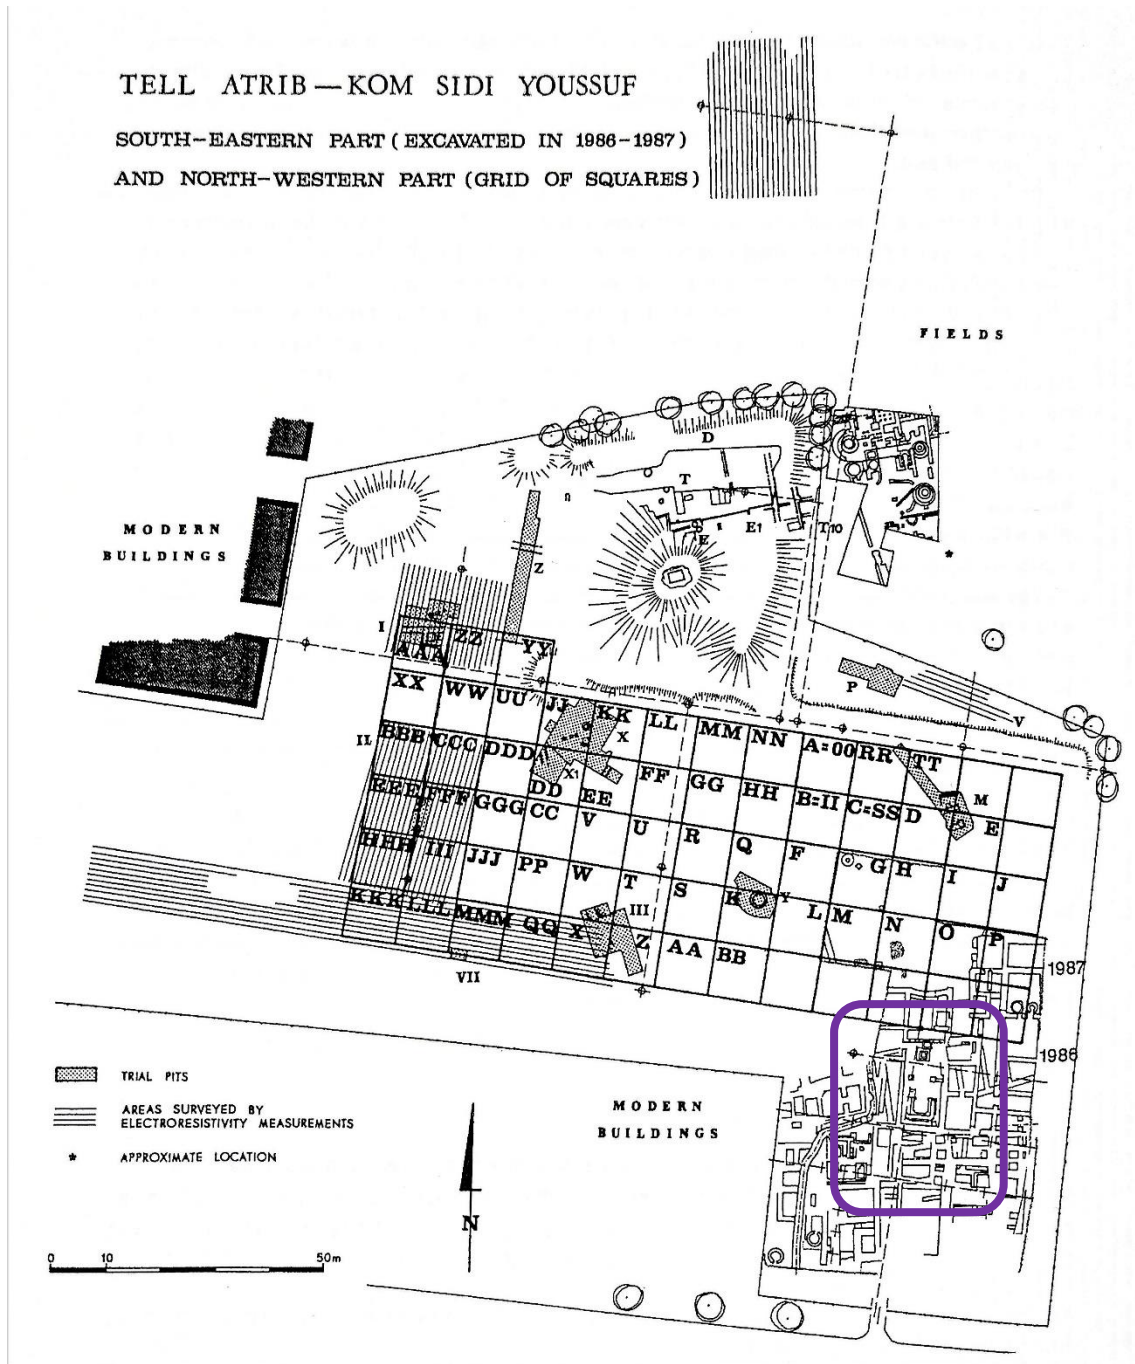 TELL ATRIB—KOM SIDI YOUSSUF
SOUTH-EASTERN PART (EXCAVATED IN 1986-1987)
AND NORTH-WESTERN PART (GRID OF SQUARES)
FIELDS
D
T
n
E1
T10
E
MODERN
BUILDINGS
Z
*
I
ZZ
YY
AAA
P
V
XX WW UU JJ KK LL MM NN A=OO RR TT
X
II
BBB CCC DDD X1 DD EE FF GG HH B=II C=SS D M E
EEE FFF GGG CC V U R Q F G H I J
HHH III JJJ PP W T S K Y L M N O P
III
KKK LLL MMM QQ X Z AA BB
VII
1987
1986
TRIAL PITS
AREAS SURVEYED BY
ELECTRORESISTIVITY MEASUREMENTS
* APPROXIMATE LOCATION
MODERN
BUILDINGS
N
0 10 50m